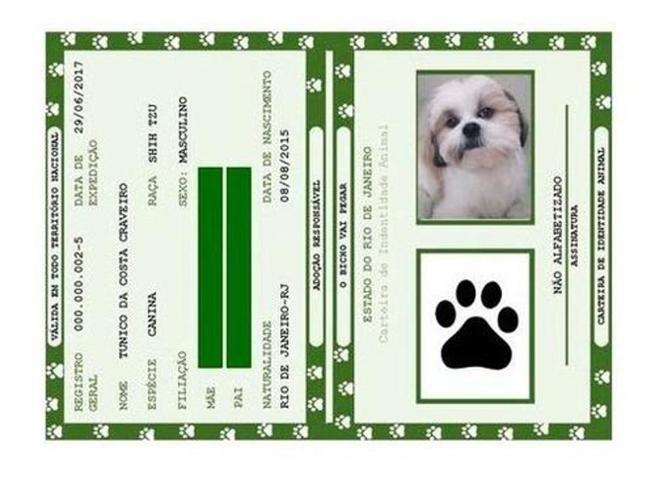 VÁLIDA EM TODO TERRITÓRIO NACIONAL
REGISTRO GERAL 000.000.002-5
DATA DE EXPEDIÇÃO 29/06/2017
NOME TUNICO DA COSTA CRAVEIRO
ESPÉCIE CANINA
RAÇA SHIH TZU
FILIAÇÃO
SEXO: MASCULINO
MÃE
PAI
NATURALIDADE
RIO DE JANEIRO-RJ
DATA DE NASCIMENTO
08/08/2015
ADOÇÃO RESPONSÁVEL
O BICHO VAI PEGAR
ESTADO DO RIO DE JANEIRO
Carteira de Indentidade Animal
NÃO ALFABETIZADO
ASSINATURA
CARTEIRA DE IDENTIDADE ANIMAL